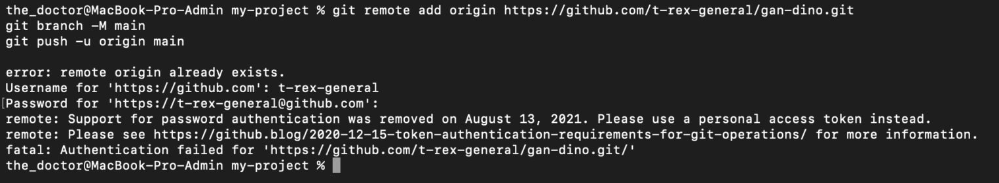 the_doctor@MacBook-Pro-Admin my-project % git remote add origin https://github.com/t-rex-general/gan-dino.git
git branch -M main
git push -u origin main
error: remote origin already exists.
Username for 'https://github.com': t-rex-general
[Password for 'https://t-rex-general@github.com':
remote: Support for password authentication was removed on August 13, 2021. Please use a personal access token instead.
remote: Please see https://github.blog/2020-12-15-token-authentication-requirements-for-git-operations/ for more information.
fatal: Authentication failed for 'https://github.com/t-rex-general/gan-dino.git/'
the_doctor@MacBook-Pro-Admin my-project %